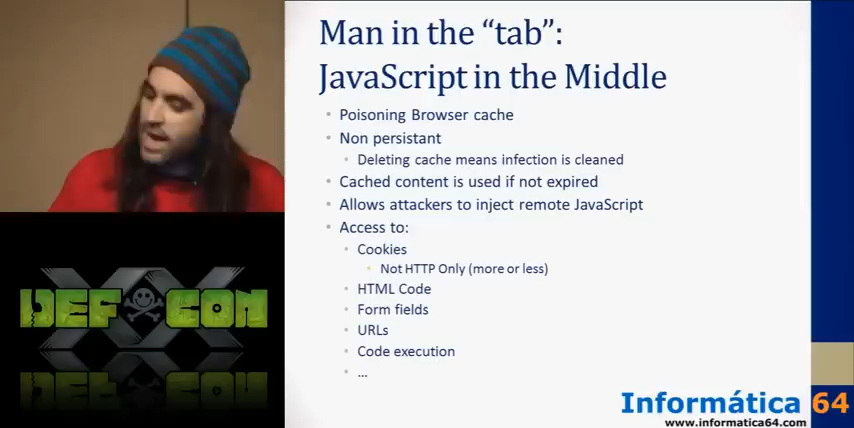 Man in the “tab”:
JavaScript in the Middle
Poisoning Browser cache
Non persistant
Deleting cache means infection is cleaned
Cached content is used if not expired
Allows attackers to inject remote JavaScript
Access to:
Cookies
Not HTTP Only (more or less)
HTML Code
Form fields
URLs
Code execution
...
DEF CON
XX
Informática 64
www.informatica64.com